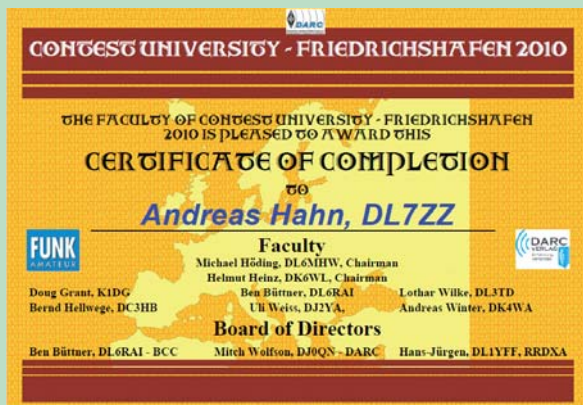 DARC
CONTEST UNIVERSITY - FRIEDRICHSHAFEN 2010
THE FACULTY OF CONTEST UNIVERSITY - FRIEDRICHSHAFEN
2010 IS PLEASED TO AWARD THIS
CERTIFICATE OF COMPLETION
TO
Andreas Hahn, DL7ZZ
FUNK
AMATEUR
DARC
VERLAG
Faculty
Michael Höding, DL6MHW, Chairman
Helmut Heinz, DK6WL, Chairman
Doug Grant, K1DG Ben Büttner, DL6RAI Lothar Wilke, DL3TD
Bernd Hellwege, DC3HB Uli Weiss, DJ2YA, Andreas Winter, DK4WA
Board of Directors
Ben Büttner, DL6RAI - BCC Mitch Wolfson, DJ0QN - DARC Hans-Jürgen, DL1YFF, RRDXA